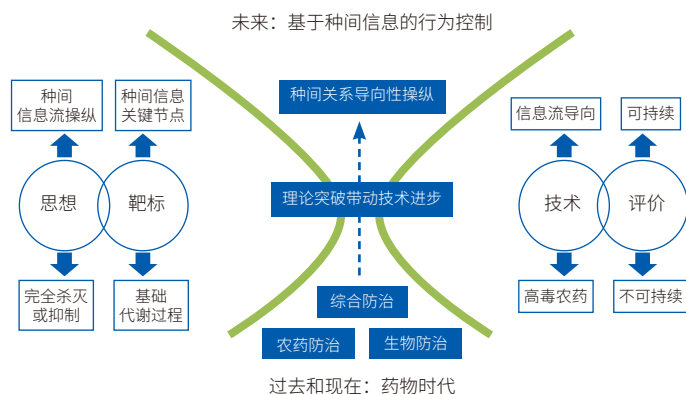 未来：基于种间信息的行为控制
种间
信息流操纵
种间信息
关键节点
思想
靶标
完全杀灭
或抑制
基础
代谢过程
种间关系导向性操纵
理论突破带动技术进步
综合防治
农药防治
生物防治
信息流导向
可持续
技术
评价
高毒农药
不可持续
过去和现在：药物时代